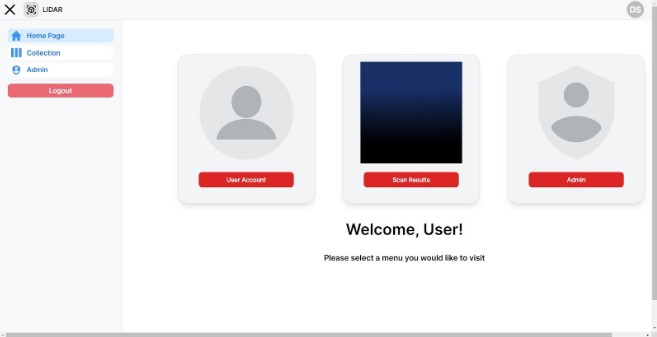 LIDAR
DS
Home Page
Collection
Admin
Logout
User Account
Scan Results
Admin
Welcome, User!
Please select a menu you would like to visit